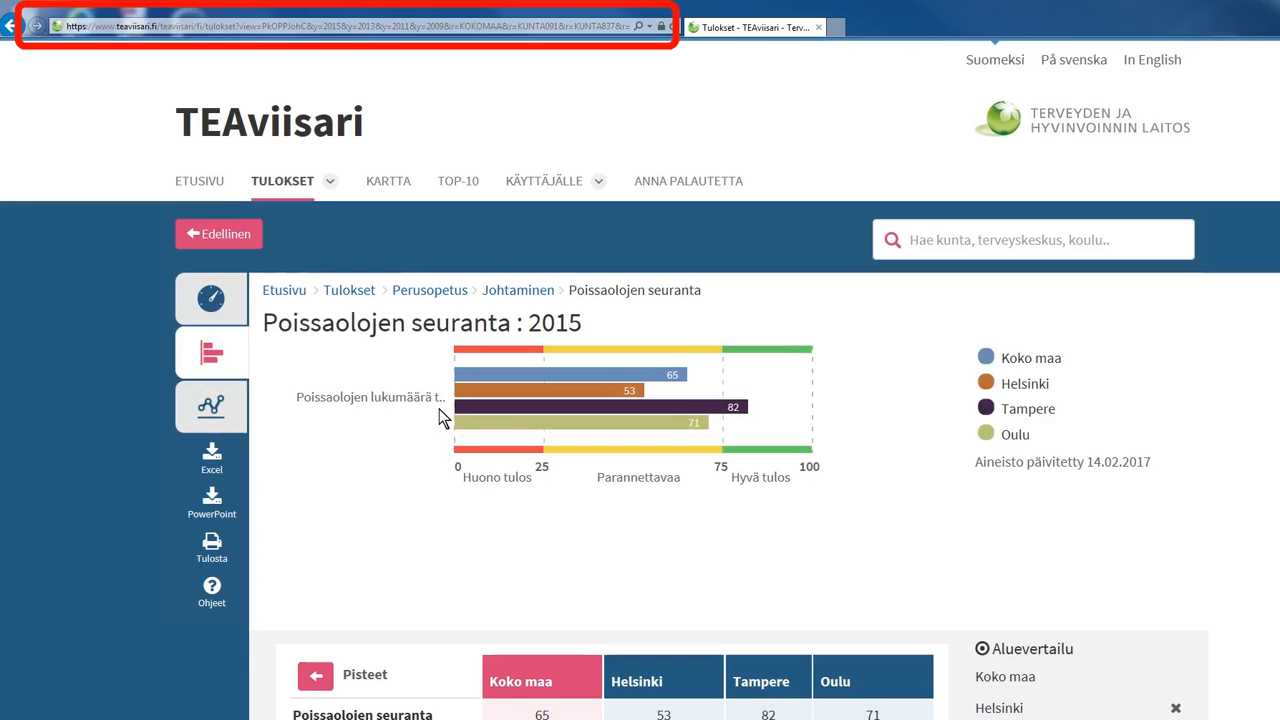 https://www.teaviisari.fi/teaviisari/fi/tulokset?view=PkOPPJohC&y=2015&y=2013&y=2011&y=2009&r=KOKOMAA&r=KUNTA091&r=KUNTA837&r=
Tulokset - TEAviisari - Terv...
Suomeksi På svenska In English
TEAviisari
TERVEYDEN JA
HYVINVOINNIN LAITOS
ETUSIVU TULOKSET KARTTA TOP-10 KÄYTTÄJÄLLE ANNA PALAUTETTA
Edellinen
Hae kunta, terveyskeskus, koulu..
Etusivu > Tulokset > Perusopetus > Johtaminen > Poissaolojen seuranta
Poissaolojen seuranta : 2015
Poissaolojen lukumäärä t..
65
53
82
71
0 25 75 100
Huono tulos Parannettavaa Hyvä tulos
Koko maa
Helsinki
Tampere
Oulu
Aineisto päivitetty 14.02.2017
Excel
PowerPoint
Tulosta
Ohjeet
Pisteet Koko maa Helsinki Tampere Oulu
Poissaolojen seuranta 65 53 82 71
Aluevertailu
Koko maa
Helsinki